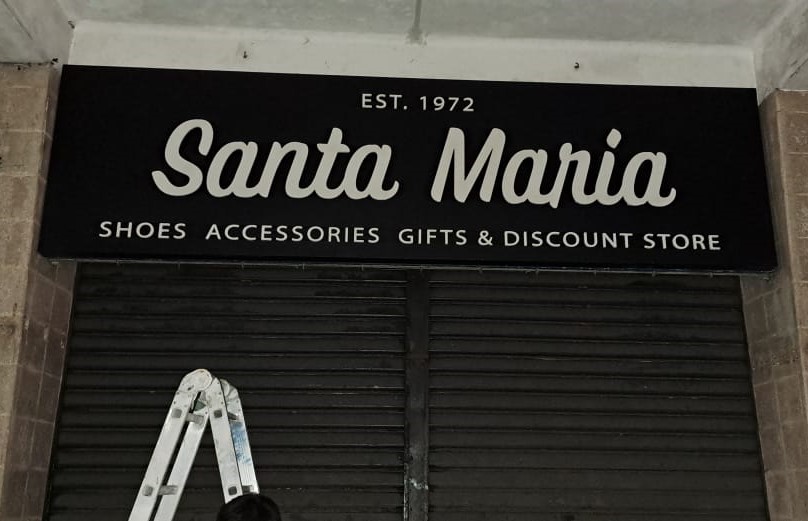 EST. 1972
Santa Maria
SHOES ACCESSORIES GIFTS & DISCOUNT STORE